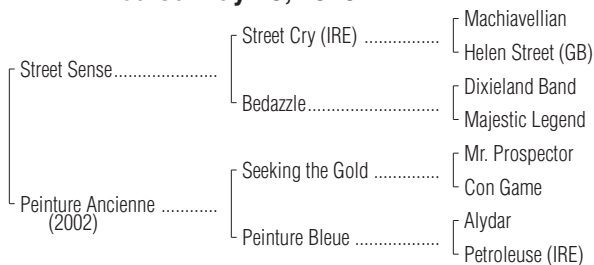 Street Sense......................
Street Cry (IRE) ................
Machiavellian
Helen Street (GB)
Bedazzle............................
Dixieland Band
Majestic Legend
Peinture Ancienne ............
(2002)
Seeking the Gold ..............
Mr. Prospector
Con Game
Peinture Bleue ..................
Alydar
Petroleuse (IRE)